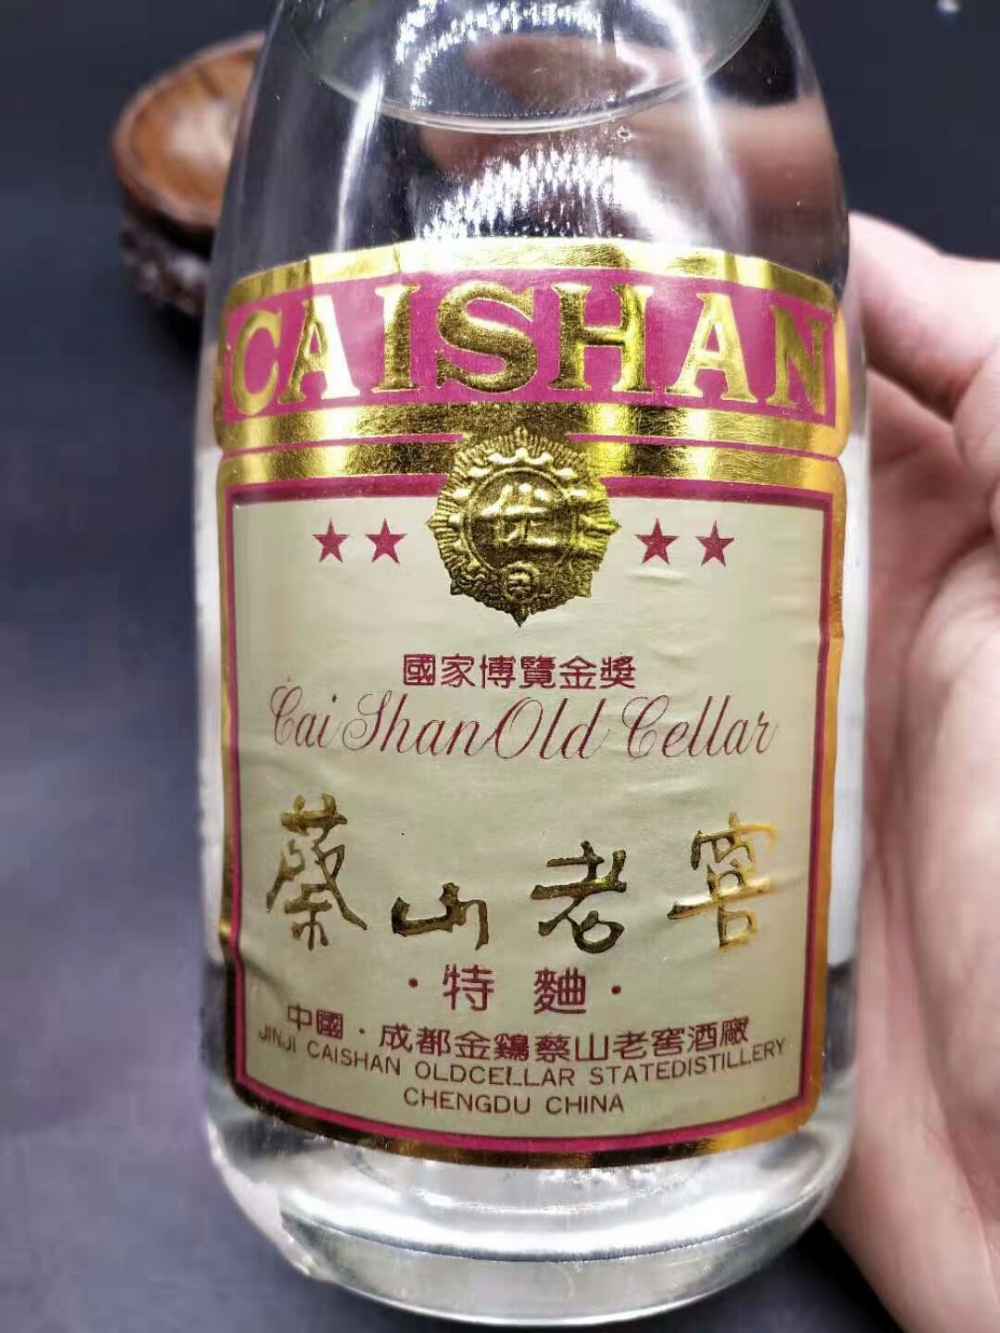 CAISHAN
优
國家博覽金獎
Cai Shan Old Cellar
蔡山老窖
·特麯·
中國·成都金鷄蔡山老窖酒廠
JINJI CAISHAN OLDCELLAR STATEDISTILLERY
CHENGDU CHINA